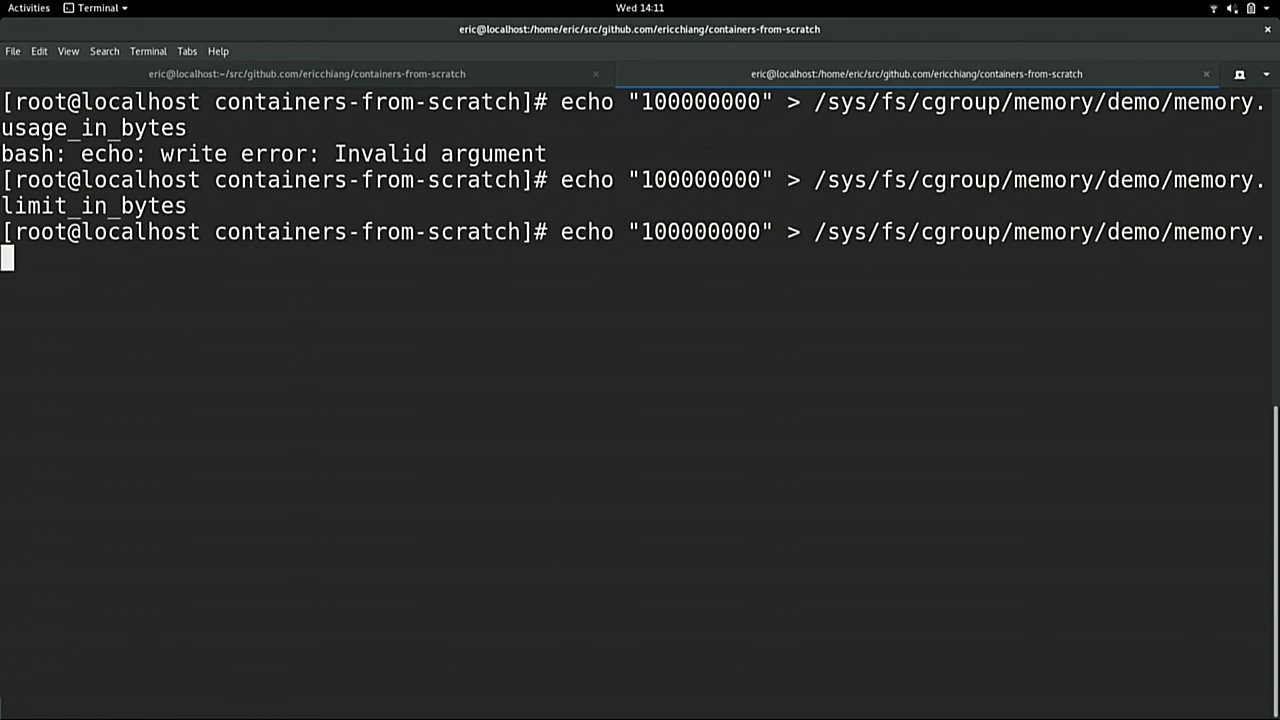 Activities Terminal Wed 14:11
eric@localhost:/home/eric/src/github.com/ericchiang/containers-from-scratch
File Edit View Search Terminal Tabs Help
eric@localhost:~/src/github.com/ericchiang/containers-from-scratch eric@localhost:/home/eric/src/github.com/ericchiang/containers-from-scratch
[root@localhost containers-from-scratch]# echo "100000000" > /sys/fs/cgroup/memory/demo/memory.
usage_in_bytes
bash: echo: write error: Invalid argument
[root@localhost containers-from-scratch]# echo "100000000" > /sys/fs/cgroup/memory/demo/memory.
limit_in_bytes
[root@localhost containers-from-scratch]# echo "100000000" > /sys/fs/cgroup/memory/demo/memory.